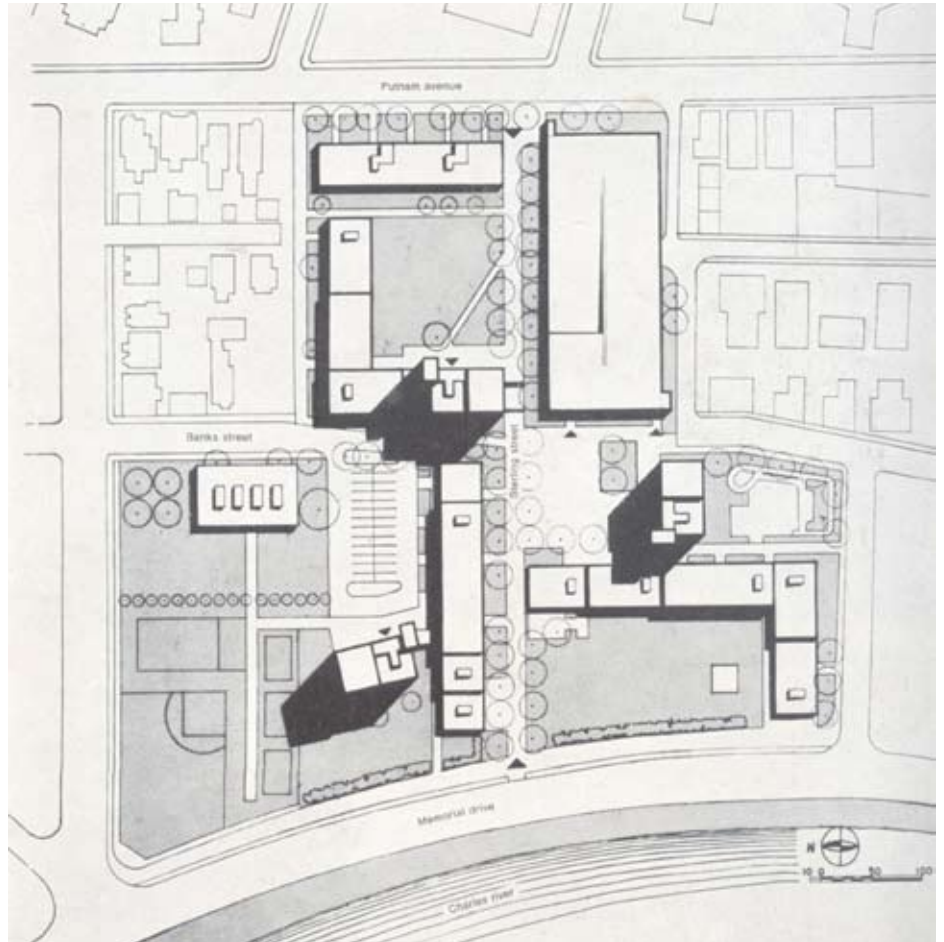 Putnam avenue
Banks street
Sterling street
Memorial drive
N
10 0 50 100
Charles river